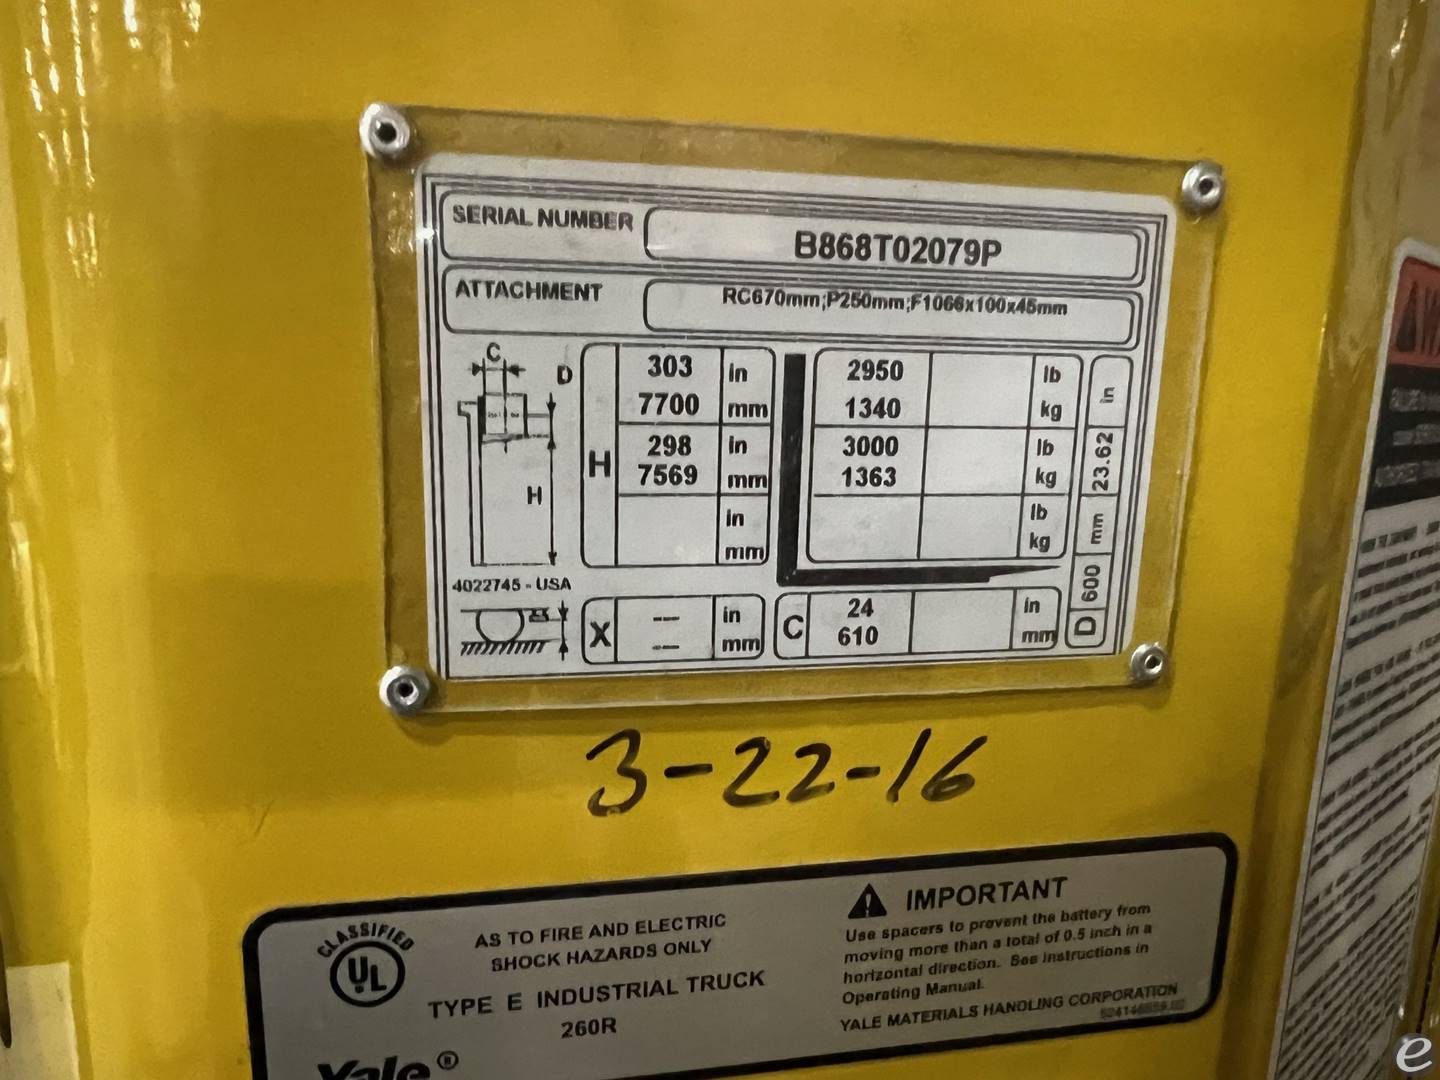 SERIAL NUMBER B868T02079P
ATTACHMENT RC670mm;P250mm;F1066x100x45mm
C
D
H
4022745 - USA
H
303 in
7700 mm
298 in
7569 mm
in
mm
2950 lb
1340 kg
3000 lb
1363 kg
lb
kg
D 600 mm 23.62 in
X
--- in
--- mm
C
24 in
610 mm
3-22-16
CLASSIFIED
UL
AS TO FIRE AND ELECTRIC
SHOCK HAZARDS ONLY
TYPE E INDUSTRIAL TRUCK
260R
Yale®
IMPORTANT
Use spacers to prevent the battery from
moving more than a total of 0.5 inch in a
horizontal direction. See instructions in
Operating Manual.
YALE MATERIALS HANDLING CORPORATION
e